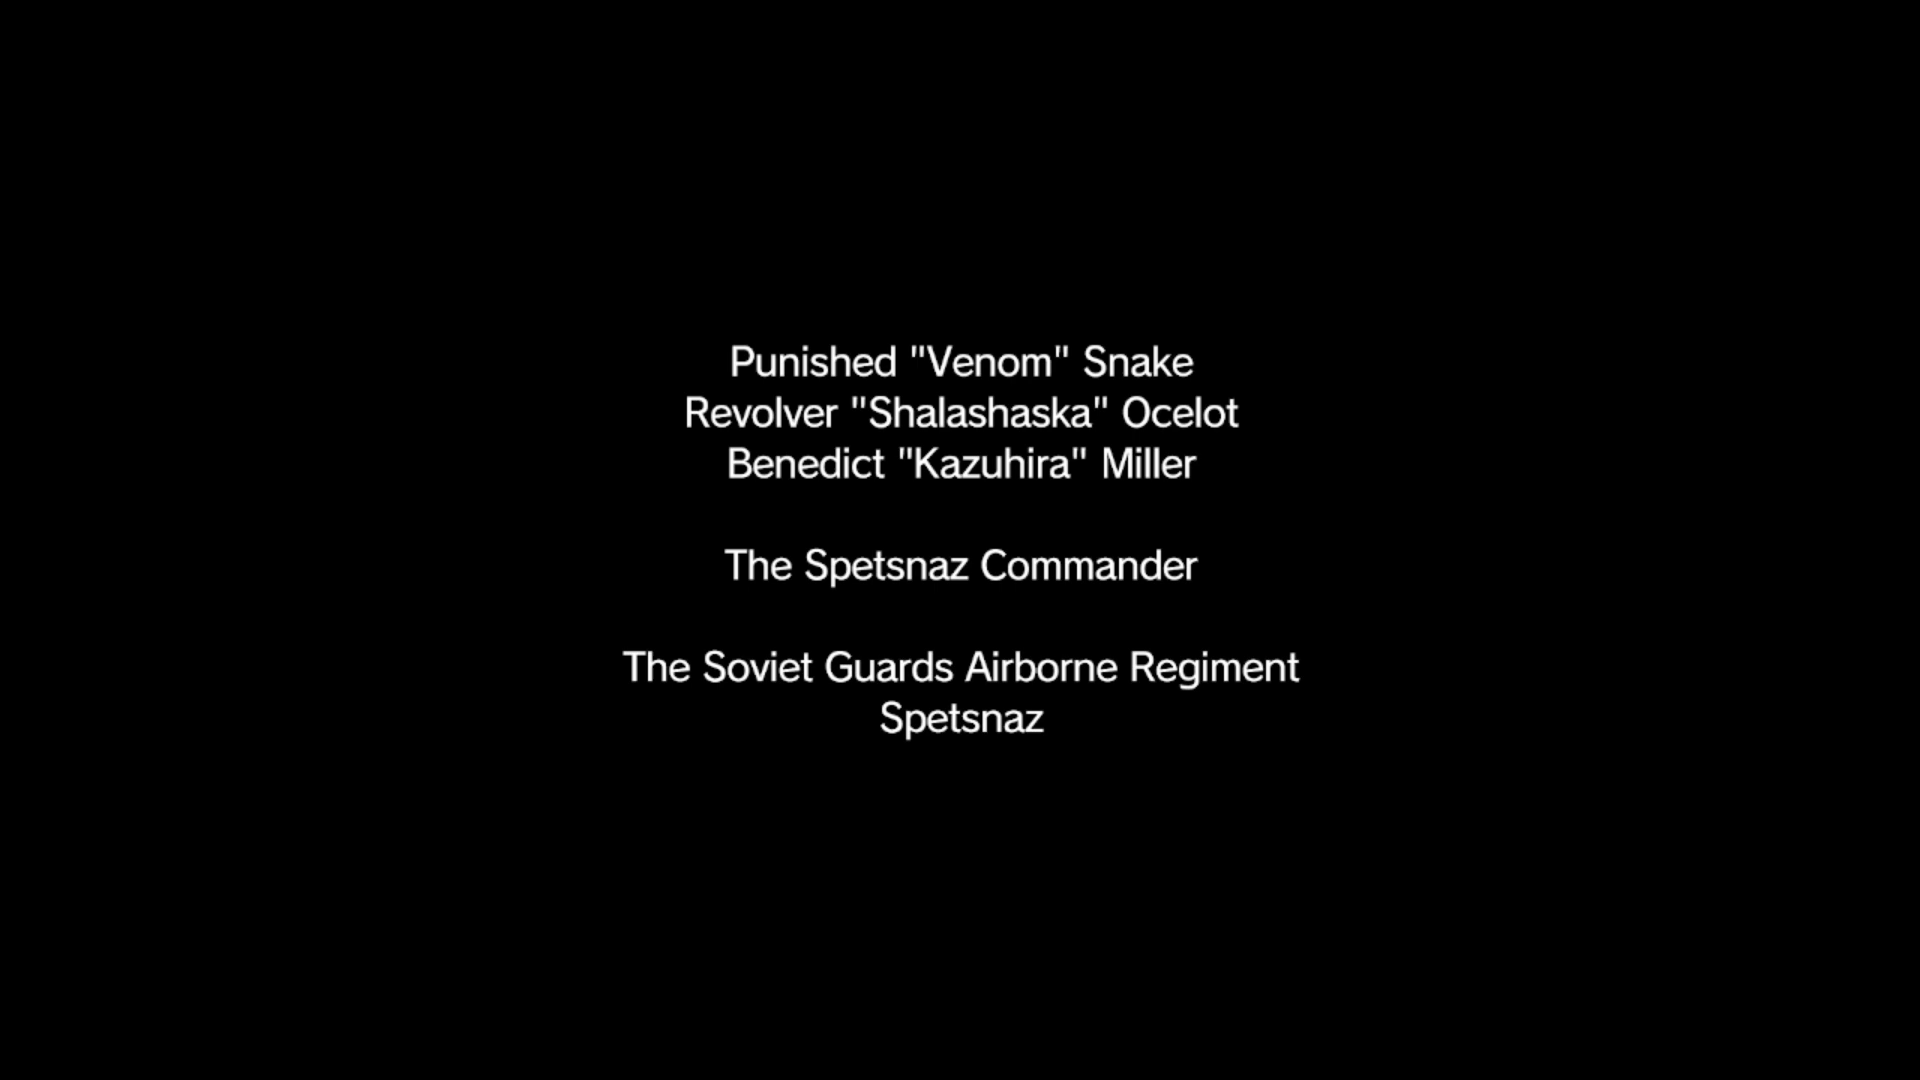 Punished "Venom" Snake
Revolver "Shalashaska" Ocelot
Benedict "Kazuhira" Miller
The Spetsnaz Commander
The Soviet Guards Airborne Regiment
Spetsnaz